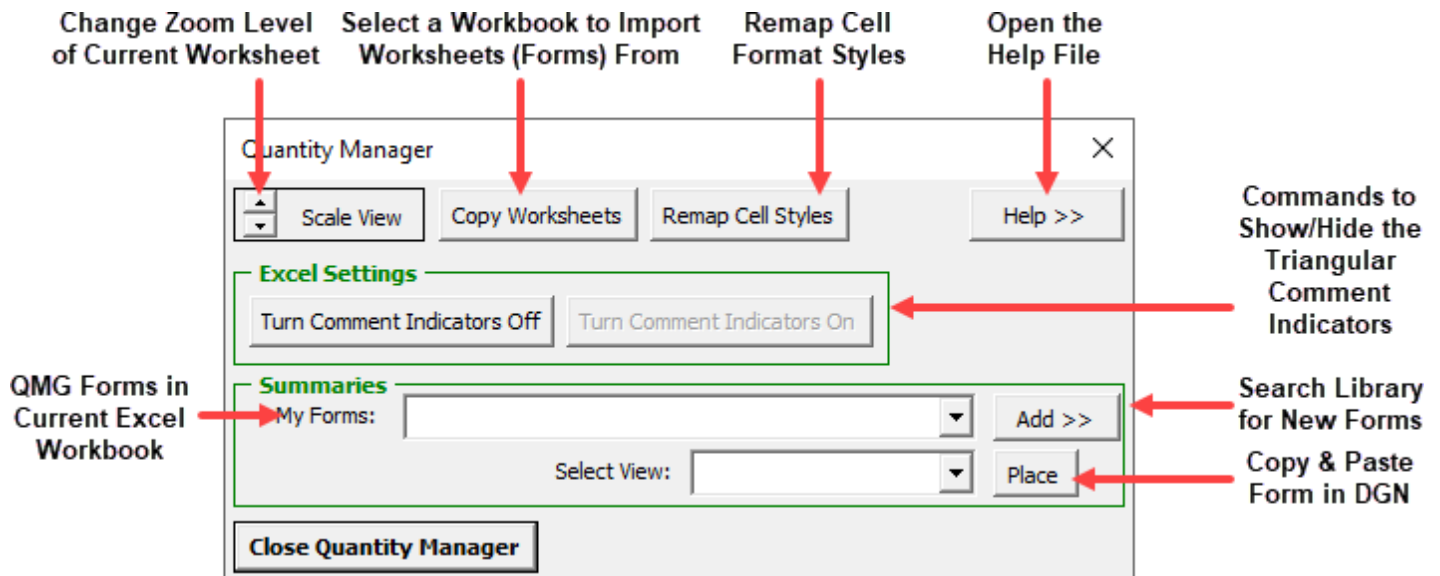 Change Zoom Level
of Current Worksheet
Select a Workbook to Import
Worksheets (Forms) From
Remap Cell
Format Styles
Open the
Help File
Quantity Manager
Scale View
Copy Worksheets
Remap Cell Styles
Help >>
Commands to
Show/Hide the
Triangular
Comment
Indicators
Excel Settings
Turn Comment Indicators Off
Turn Comment Indicators On
QMG Forms in
Current Excel
Workbook
Summaries
My Forms:
Add >>
Search Library
for New Forms
Select View:
Place
Copy & Paste
Form in DGN
Close Quantity Manager